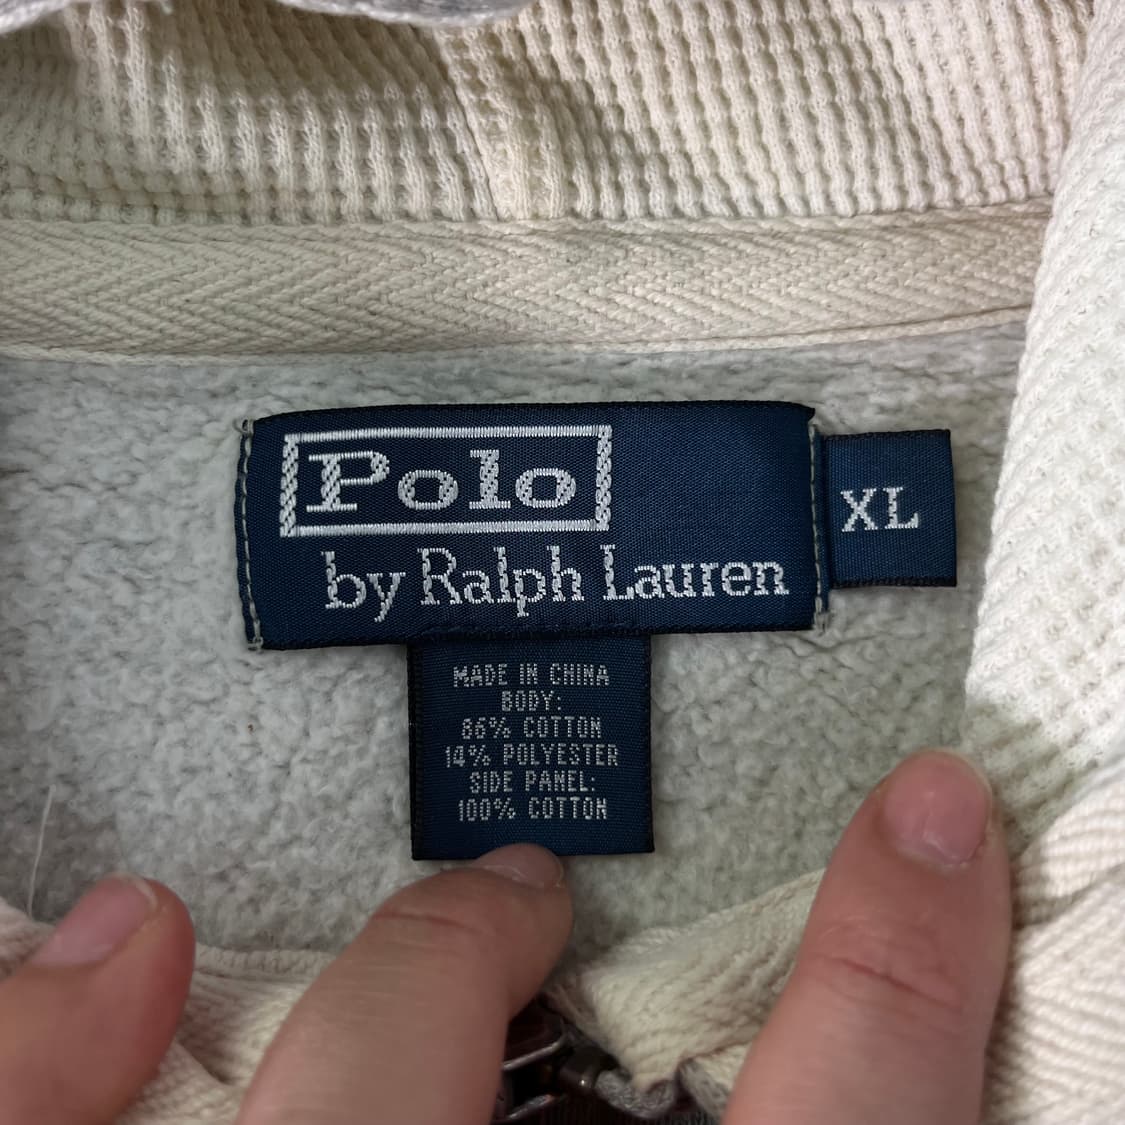 Polo
by Ralph Lauren
XL
MADE IN CHINA
BODY:
86% COTTON
14% POLYESTER
SIDE PANEL:
100% COTTON